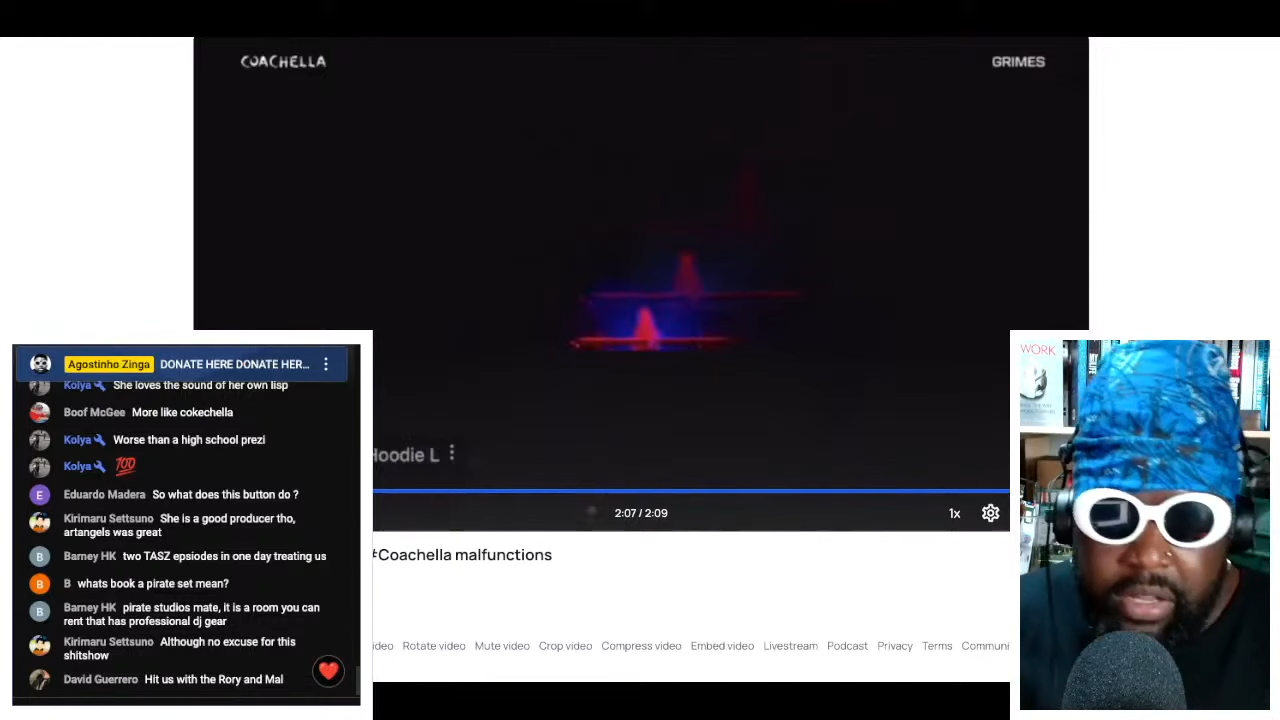 COACHELLA
GRIMES
Hoodie L
2:07 / 2:09
1x
#Coachella malfunctions
Rotate video Mute video Crop video Compress video Embed video Livestream Podcast Privacy Terms
Agostinho Zinga DONATE HERE DONATE HER...
Kolya She loves the sound of her own lisp
Boof McGee More like cokechella
Kolya Worse than a high school prezi
Kolya 💯
E Eduardo Madera So what does this button do ?
Kirimaru Settsuno She is a good producer tho,
artangels was great
B Barney HK two TASZ epsiodes in one day treating us
B B whats book a pirate set mean?
B Barney HK pirate studios mate, it is a room you can
rent that has professional dj gear
Kirimaru Settsuno Although no excuse for this
shitshow
David Guerrero Hit us with the Rory and Mal
WORK